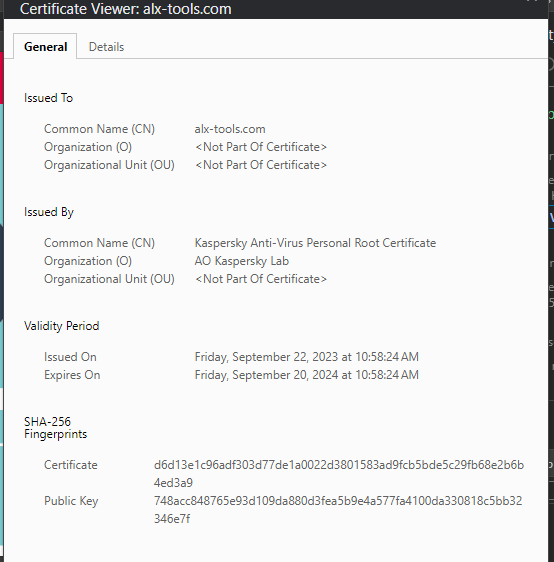 Certificate Viewer: alx-tools.com
General Details
Issued To
Common Name (CN) alx-tools.com
Organization (O) <Not Part Of Certificate>
Organizational Unit (OU) <Not Part Of Certificate>
Issued By
Common Name (CN) Kaspersky Anti-Virus Personal Root Certificate
Organization (O) AO Kaspersky Lab
Organizational Unit (OU) <Not Part Of Certificate>
Validity Period
Issued On Friday, September 22, 2023 at 10:58:24 AM
Expires On Friday, September 20, 2024 at 10:58:24 AM
SHA-256
Fingerprints
Certificate d6d13e1c96adf303d77de1a0022d3801583ad9fcb5bde5c29fb68e2b6b
4ed3a9
Public Key 748acc848765e93d109da880d3fea5b9e4a577fa4100da330818c5bb32
346e7f